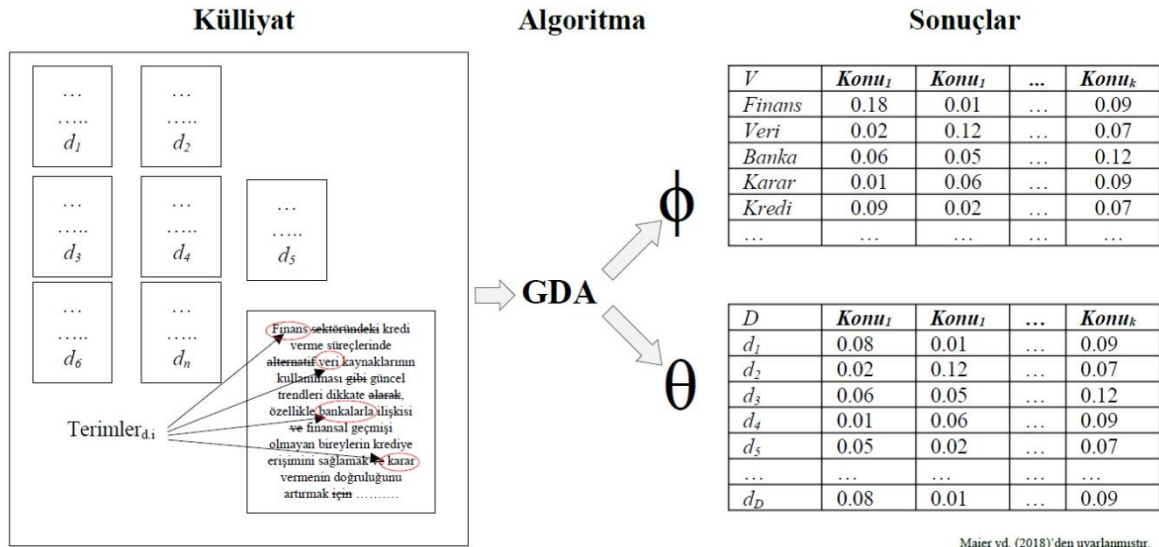 Külliyat
Algoritma
Sonuçlar
…
…..
d1
…
…..
d2
…
…..
d3
…
…..
d4
…
…..
d5
…
…..
d6
…
…..
dn
Terimlerd.i
Finans sektöründeki kredi
verme süreçlerinde
alternatif veri kaynaklarının
kullanılması gibi güncel
trendleri dikkate alarak,
özellikle bankalarla ilişkisi
ve finansal geçmişi
olmayan bireylerin krediye
erişimini sağlamak ve karar
vermenin doğruluğunu
artırmak için ……….
GDA
ϕ
θ
V Konu1 Konu1 ... Konuk
Finans 0.18 0.01 … 0.09
Veri 0.02 0.12 … 0.07
Banka 0.06 0.05 … 0.12
Karar 0.01 0.06 … 0.09
Kredi 0.09 0.02 … 0.07
… … … … …
D Konu1 Konu1 … Konuk
d1 0.08 0.01 … 0.09
d2 0.02 0.12 … 0.07
d3 0.06 0.05 … 0.12
d4 0.01 0.06 … 0.09
d5 0.05 0.02 … 0.07
… … … … …
dD 0.08 0.01 … 0.09
Maier vd. (2018)'den uyarlanmıştır.